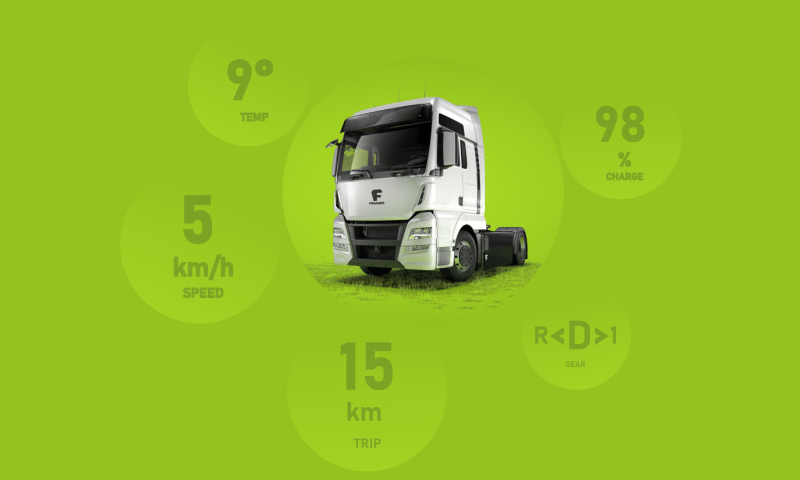 9°
TEMP
98
%
CHARGE
5
km/h
SPEED
F
R<D>1
GEAR
15
km
TRIP